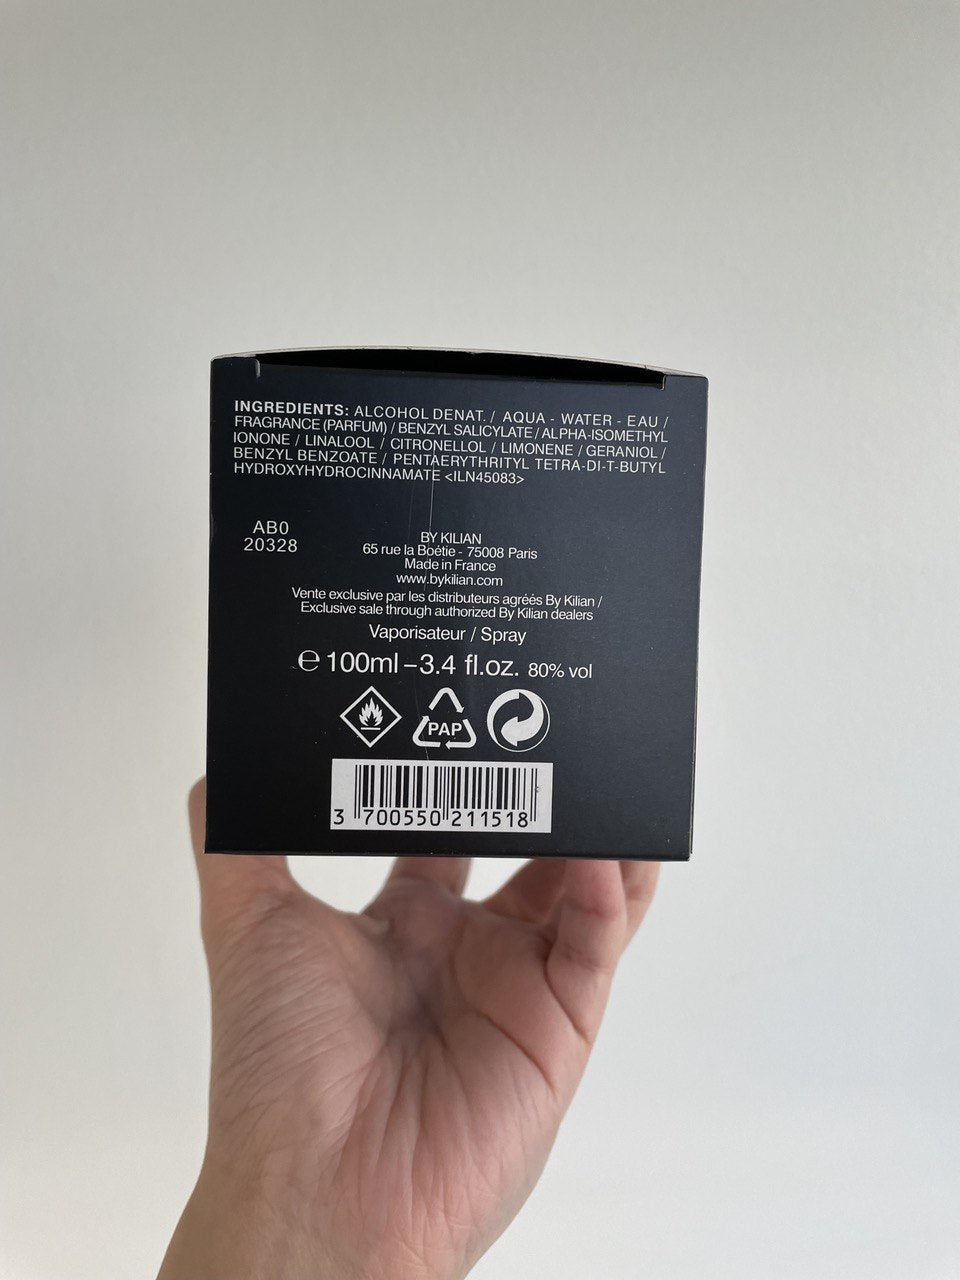 INGREDIENTS: ALCOHOL DENAT. / AQUA - WATER - EAU /
FRAGRANCE (PARFUM) / BENZYL SALICYLATE / ALPHA-ISOMETHYL
IONONE / LINALOOL / CITRONELLOL / LIMONENE / GERANIOL /
BENZYL BENZOATE / PENTAERYTHRITYL TETRA-DI-T-BUTYL
HYDROXYHYDROCINNAMATE <ILN45083>
AB0
20328
BY KILIAN
65 rue la Boétie - 75008 Paris
Made in France
www.bykilian.com
Vente exclusive par les distributeurs agréés By Kilian /
Exclusive sale through authorized By Kilian dealers
Vaporisateur / Spray
℮ 100ml – 3.4 fl.oz. 80% vol
PAP
3 700550 211518